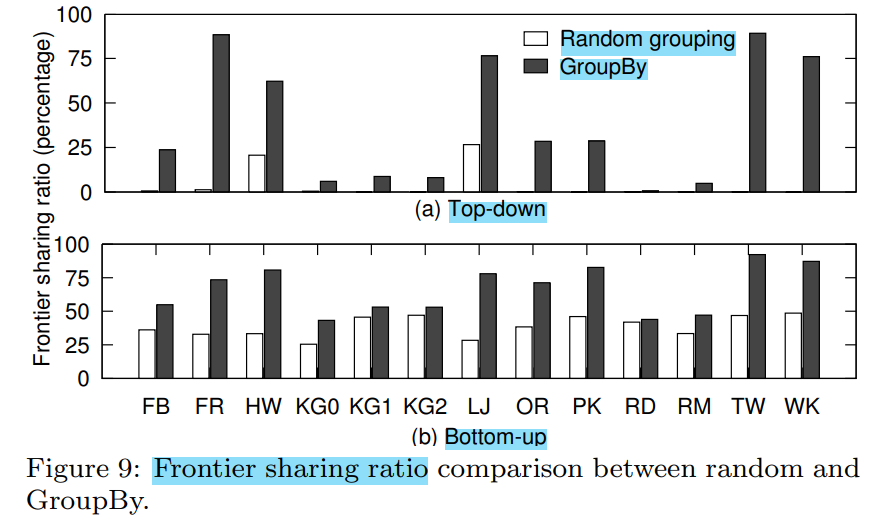 Frontier sharing ratio (percentage)
100
75
50
25
0
Random grouping
GroupBy
(a) Top-down
100
75
50
25
0
FB FR HW KG0 KG1 KG2 LJ OR PK RD RM TW WK
(b) Bottom-up
Figure 9: Frontier sharing ratio comparison between random and
GroupBy.